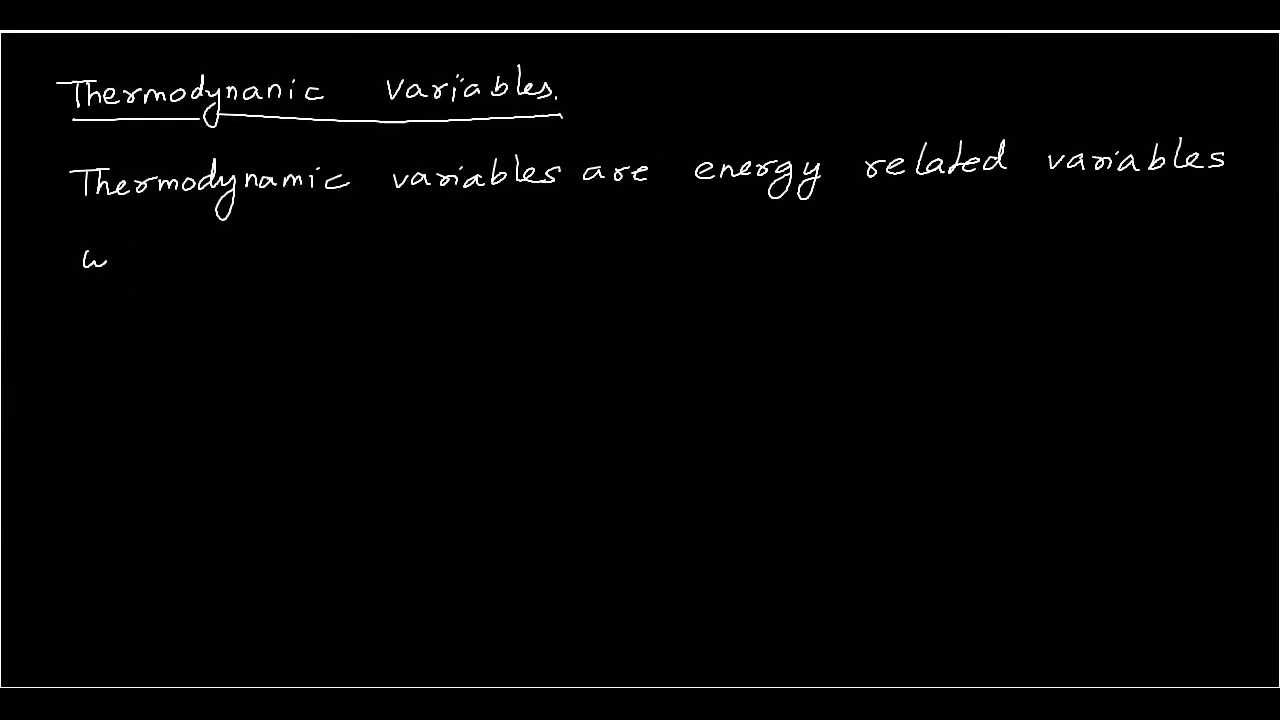 Thermodynanic variables.
Thermodynamic variables are energy related variables
w